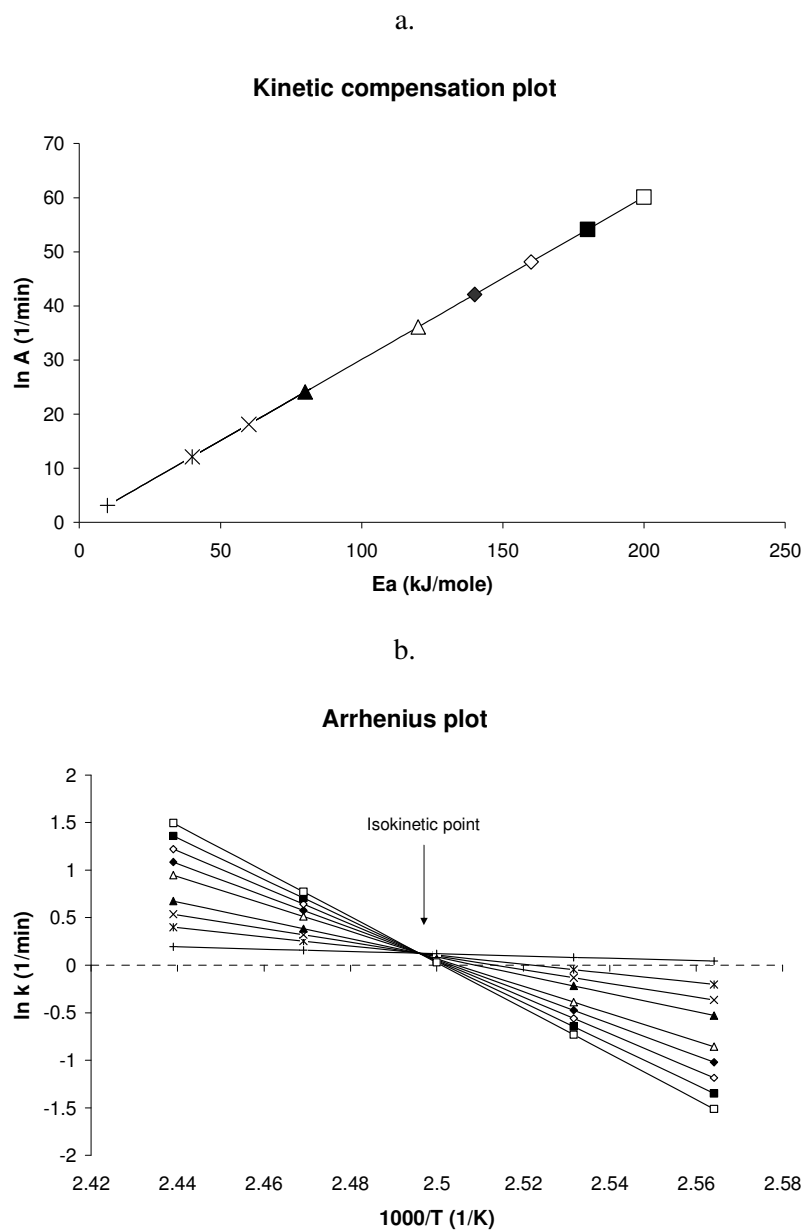 a.
Kinetic compensation plot
70
60
50
40
30
20
10
0
ln A (1/min)
0 50 100 150 200 250
Ea (kJ/mole)
b.
Arrhenius plot
2
1.5
1
0.5
0
-0.5
-1
-1.5
-2
ln k (1/min)
Isokinetic point
2.42 2.44 2.46 2.48 2.5 2.52 2.54 2.56 2.58
1000/T (1/K)